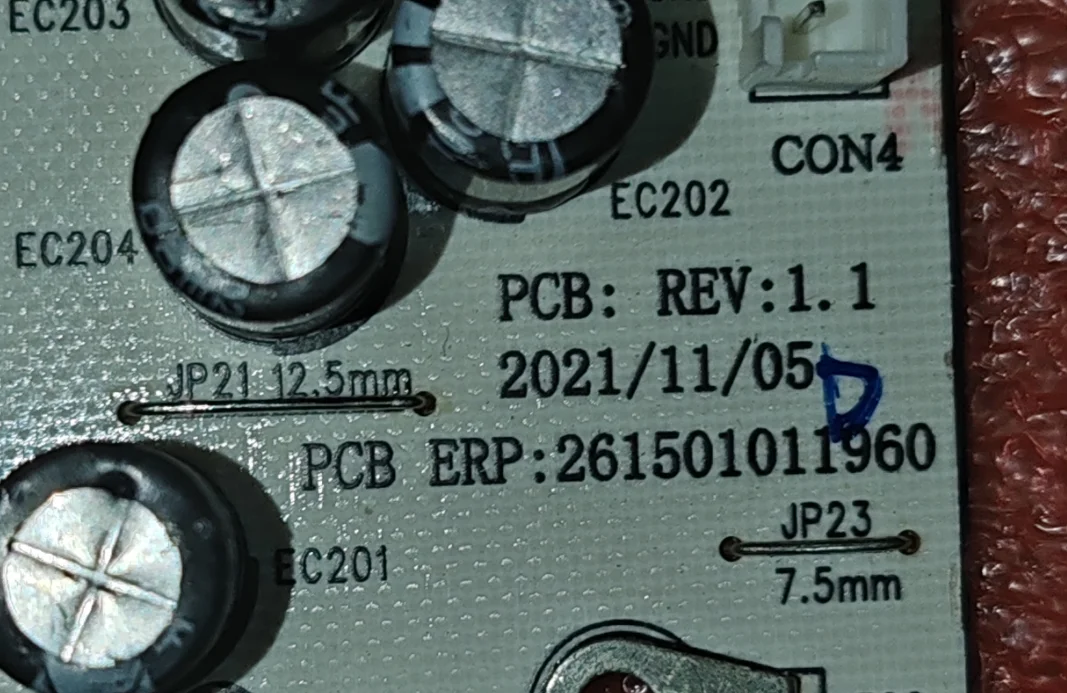 EC203
GND
CON4
EC202
EC204
PCB: REV:1.1
2021/11/05
D
JP21 12.5mm
PCB ERP:261501011960
JP23
EC201
7.5mm